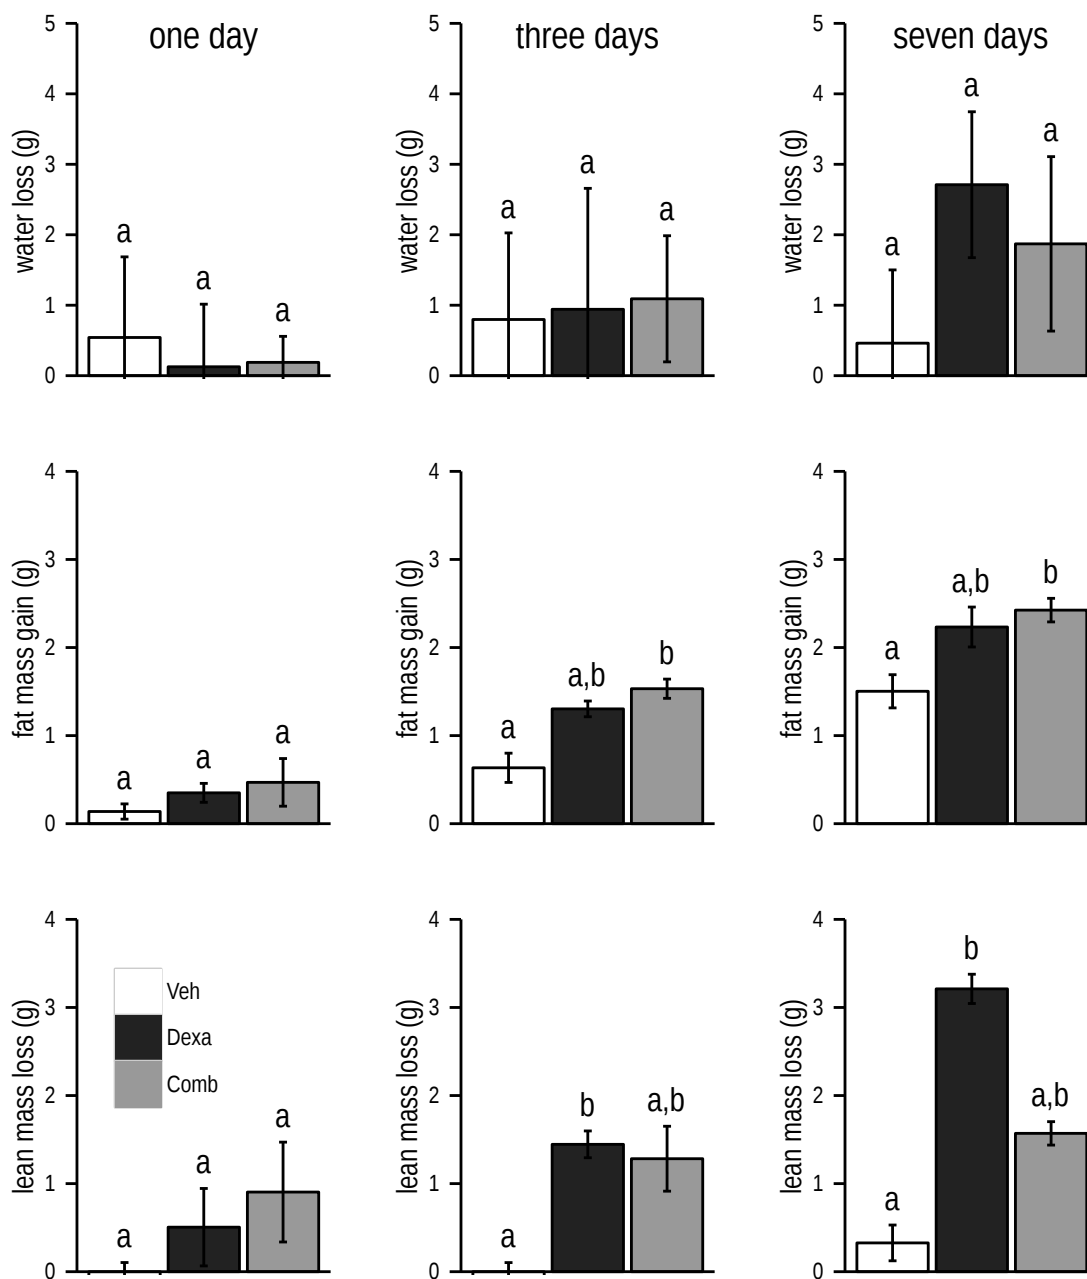 one day
three days
seven days
water loss (g)
5
4
3
2
1
0
a
a
a
water loss (g)
5
4
3
2
1
0
a
a
a
water loss (g)
5
4
3
2
1
0
a
a
a
fat mass gain (g)
4
3
2
1
0
a
a
a
fat mass gain (g)
4
3
2
1
0
a
a,b
b
fat mass gain (g)
4
3
2
1
0
a
a,b
b
lean mass loss (g)
4
3
2
1
0
Veh
Dexa
Comb
a
a
a
lean mass loss (g)
4
3
2
1
0
a
b
a,b
lean mass loss (g)
4
3
2
1
0
a
b
a,b